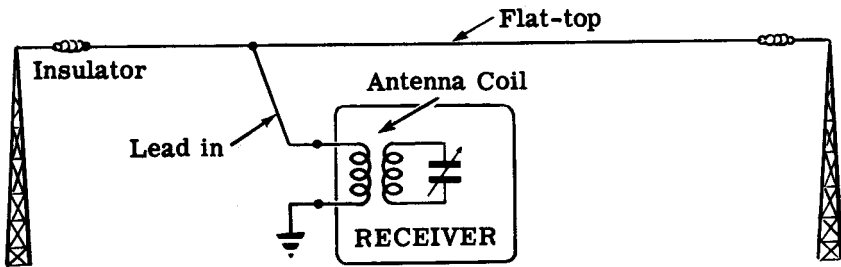 Flat-top
Insulator
Antenna Coil
Lead in
RECEIVER